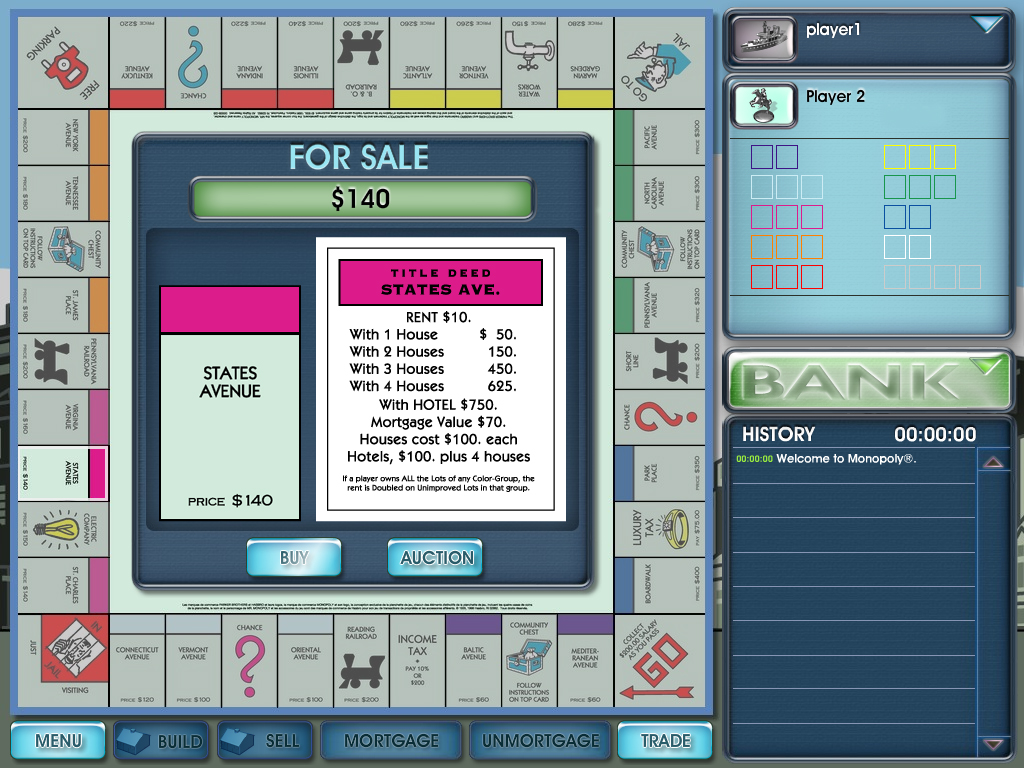 FREE
PARKING
KENTUCKY
AVENUE
PRICE $220
CHANCE
INDIANA
AVENUE
PRICE $220
ILLINOIS
AVENUE
PRICE $240
B. & O.
RAILROAD
PRICE $200
ATLANTIC
AVENUE
PRICE $260
VENTNOR
AVENUE
PRICE $260
WATER
WORKS
PRICE $150
MARVIN
GARDENS
PRICE $280
GO TO
JAIL
NEW YORK
AVENUE
PRICE $200
TENNESSEE
AVENUE
PRICE $180
COMMUNITY
CHEST
FOLLOW
INSTRUCTIONS
ON TOP CARD
ST. JAMES
PLACE
PRICE $180
PENNSYLVANIA
RAILROAD
PRICE $200
VIRGINIA
AVENUE
PRICE $160
STATES
AVENUE
PRICE $140
ELECTRIC
COMPANY
PRICE $150
ST. CHARLES
PLACE
PRICE $140
FOR SALE
$140
STATES
AVENUE
PRICE $140
TITLE DEED
STATES AVE.
RENT $10.
With 1 House $ 50.
With 2 Houses 150.
With 3 Houses 450.
With 4 Houses 625.
With HOTEL $750.
Mortgage Value $70.
Houses cost $100. each
Hotels, $100. plus 4 houses
If a player owns ALL the Lots of any Color-Group, the
rent is Doubled on Unimproved Lots in that group.
BUY
AUCTION
PACIFIC
AVENUE
PRICE $300
NORTH
CAROLINA
AVENUE
PRICE $300
COMMUNITY
CHEST
FOLLOW
INSTRUCTIONS
ON TOP CARD
PENNSYLVANIA
AVENUE
PRICE $320
SHORT
LINE
PRICE $200
CHANCE
PARK
PLACE
PRICE $350
LUXURY
TAX
PAY $75.00
BOARDWALK
PRICE $400
JUST
IN
JAIL
VISITING
CONNECTICUT
AVENUE
PRICE $120
VERMONT
AVENUE
PRICE $100
CHANCE
ORIENTAL
AVENUE
PRICE $100
READING
RAILROAD
PRICE $200
INCOME
TAX
PAY 10%
OR
$200
BALTIC
AVENUE
PRICE $60
COMMUNITY
CHEST
FOLLOW
INSTRUCTIONS
ON TOP CARD
MEDITER-
RANEAN
AVENUE
PRICE $60
COLLECT
$200.00 SALARY
AS YOU PASS
GO
MENU
BUILD
SELL
MORTGAGE
UNMORTGAGE
TRADE
player1
Player 2
BANK
HISTORY 00:00:00
00:00:00 Welcome to Monopoly®.